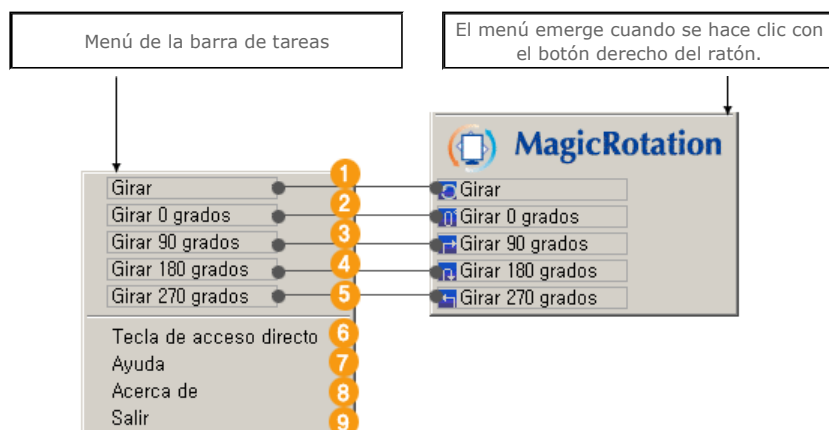 Menú de la barra de tareas
El menú emerge cuando se hace clic con
el botón derecho del ratón.
MagicRotation
Girar 1 Girar
Girar 0 grados 2 Girar 0 grados
Girar 90 grados 3 Girar 90 grados
Girar 180 grados 4 Girar 180 grados
Girar 270 grados 5 Girar 270 grados
Tecla de acceso directo 6
Ayuda 7
Acerca de 8
Salir 9